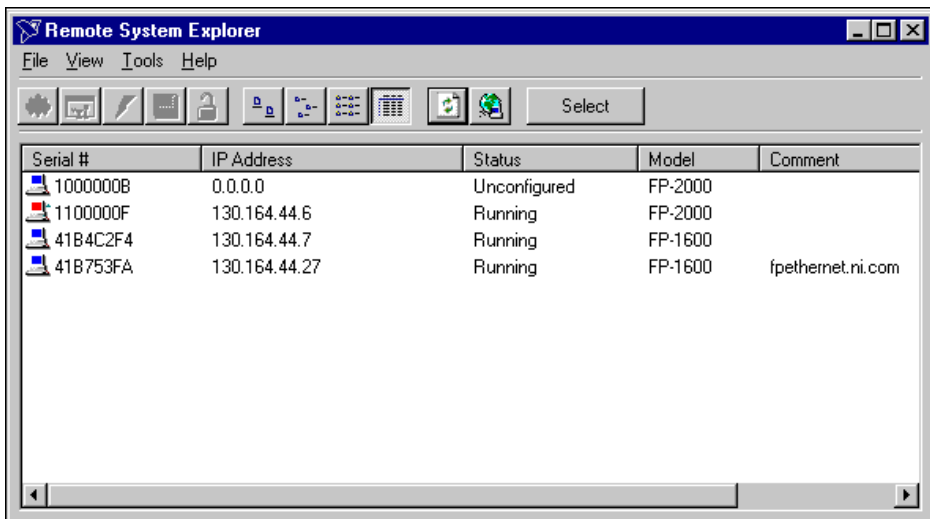 Remote System Explorer
File View Tools Help
Select
Serial # IP Address Status Model Comment
1000000B 0.0.0.0 Unconfigured FP-2000
1100000F 130.164.44.6 Running FP-2000
41B4C2F4 130.164.44.7 Running FP-1600
41B753FA 130.164.44.27 Running FP-1600 fpethernet.ni.com